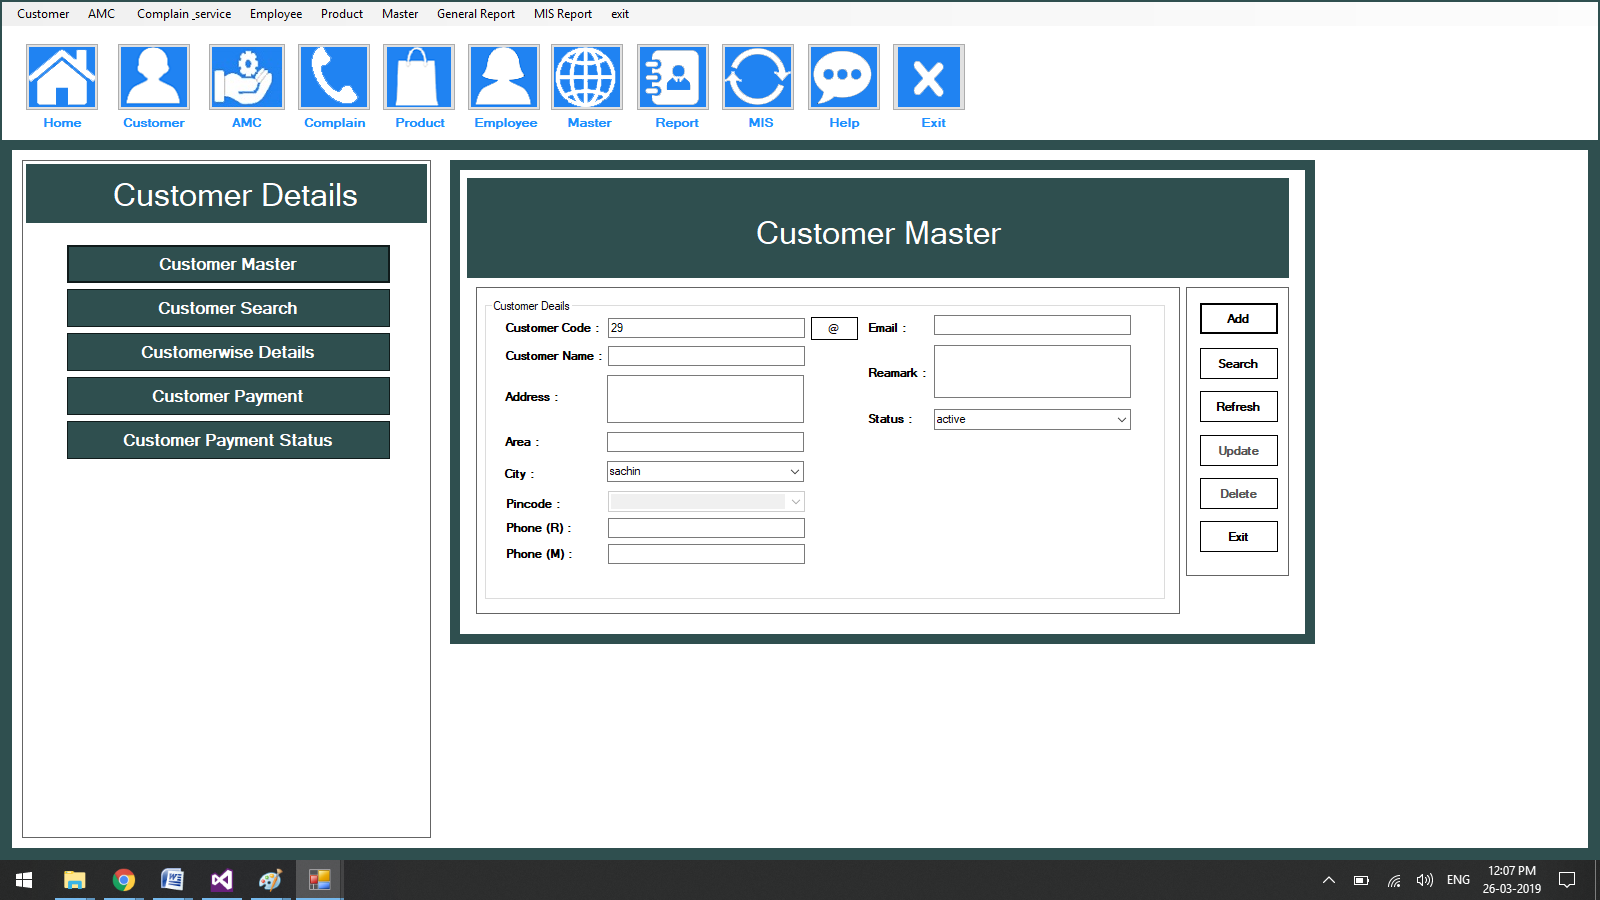 Customer AMC Complain _service Employee Product Master General Report MIS Report exit
Home Customer AMC Complain Product Employee Master Report MIS Help Exit
Customer Details
Customer Master
Customer Search
Customerwise Details
Customer Payment
Customer Payment Status
Customer Master
Customer Deails
Customer Code : 29 @ Email :
Customer Name :
Address :
Reamark :
Status : active
Area :
City : sachin
Pincode :
Phone (R) :
Phone (M) :
Add
Search
Refresh
Update
Delete
Exit
ENG
12:07 PM
26-03-2019